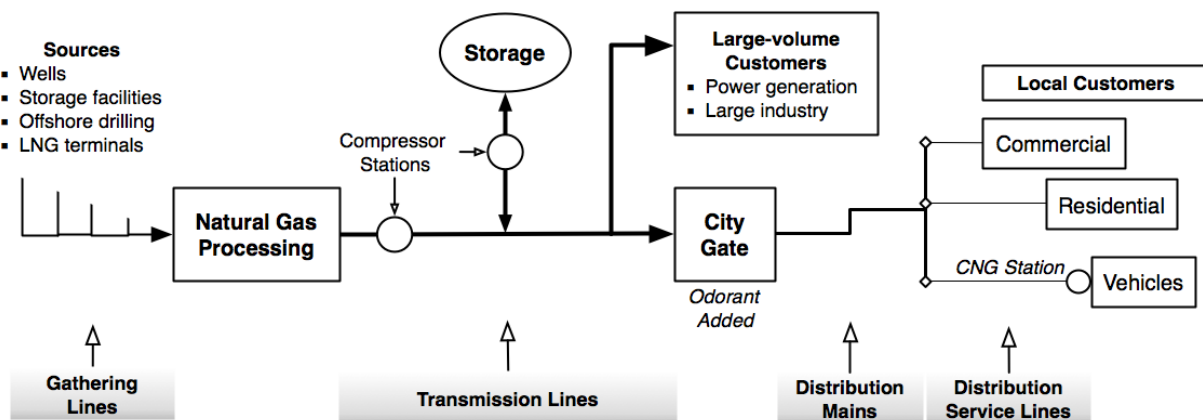 Sources
▪ Wells
▪ Storage facilities
▪ Offshore drilling
▪ LNG terminals
Natural Gas
Processing
Compressor
Stations
Storage
Large-volume
Customers
▪ Power generation
▪ Large industry
City
Gate
Odorant
Added
Local Customers
Commercial
Residential
CNG Station
Vehicles
Gathering
Lines
Transmission Lines
Distribution
Mains
Distribution
Service Lines